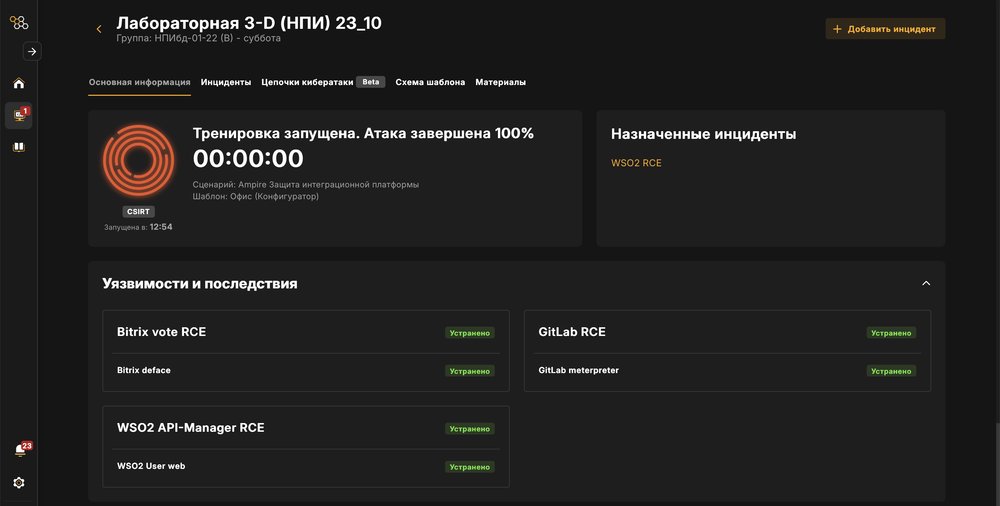 Лабораторная 3-D (НПИ) 23_10
Группа: НПИбд-01-22 (В) - суббота
Добавить инцидент
Основная информация
Инциденты
Цепочки кибератаки Beta
Схема шаблона
Материалы
1
Тренировка запущена. Атака завершена 100%
00:00:00
Сценарий: Ampire Защита интеграционной платформы
Шаблон: Офис (Конфигуратор)
CSIRT
Запущена в: 12:54
Назначенные инциденты
WSO2 RCE
Уязвимости и последствия
Bitrix vote RCE Устранено
Bitrix deface Устранено
GitLab RCE Устранено
GitLab meterpreter Устранено
WSO2 API-Manager RCE Устранено
WSO2 User web Устранено
23